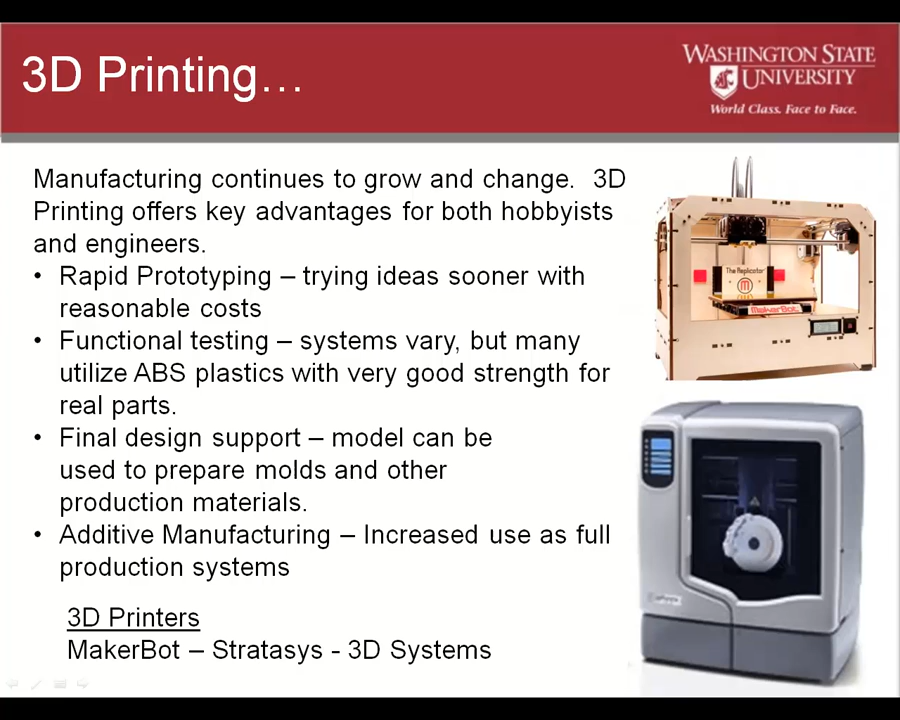 3D Printing…
WASHINGTON STATE
UNIVERSITY
World Class. Face to Face.
Manufacturing continues to grow and change. 3D
Printing offers key advantages for both hobbyists
and engineers.
• Rapid Prototyping – trying ideas sooner with
reasonable costs
• Functional testing – systems vary, but many
utilize ABS plastics with very good strength for
real parts.
• Final design support – model can be
used to prepare molds and other
production materials.
• Additive Manufacturing – Increased use as full
production systems
3D Printers
MakerBot – Stratasys - 3D Systems
The Replicator
MakerBot